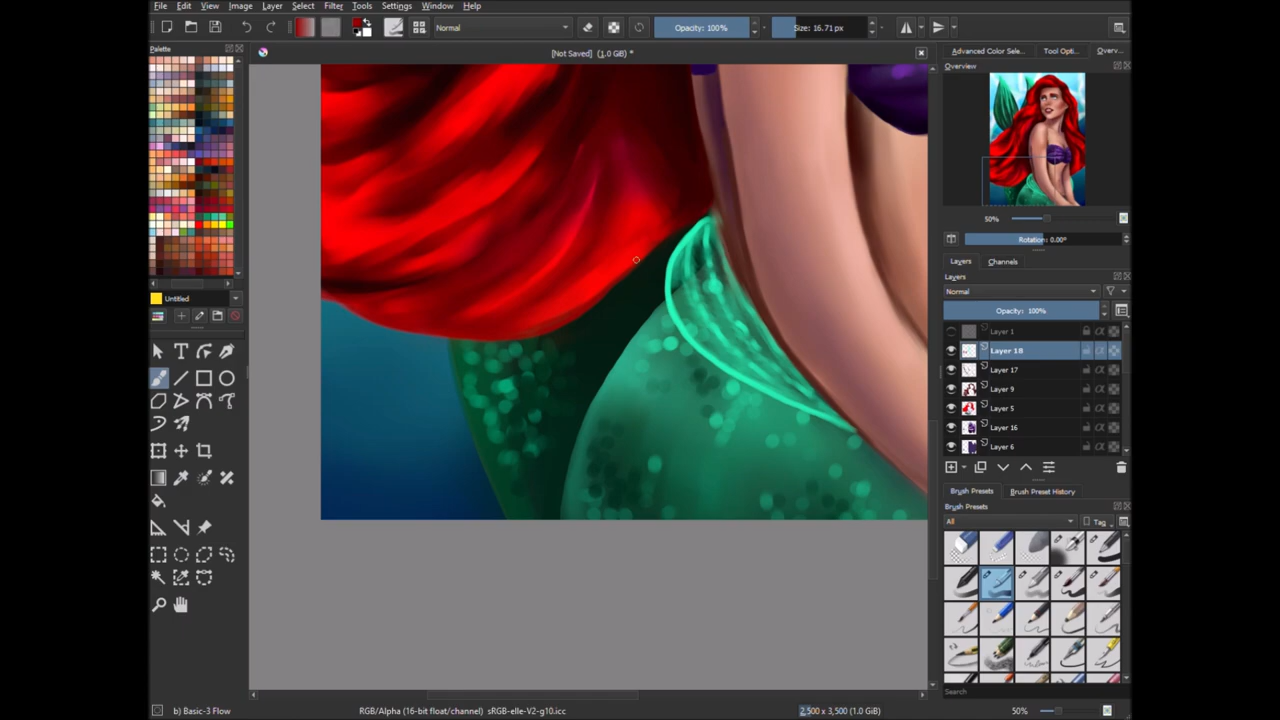 File Edit View Image Layer Select Filter Tools Settings Window Help
Normal
Opacity: 100%
Size: 16.71 px
Palette
[Not Saved] (1.0 GB) *
Advanced Color Sele...
Tool Opti...
Overv...
Overview
50%
Rotation: 0.00°
Layers
Channels
Layers
Normal
Opacity: 100%
Layer 1
Layer 18
Layer 17
Layer 9
Layer 5
Layer 16
Layer 6
Untitled
Brush Presets
Brush Preset History
Brush Presets
All
Tag
Search
b) Basic-3 Flow
RGB/Alpha (16-bit float/channel) sRGB-elle-V2-g10.icc
2,500 x 3,500 (1.0 GiB)
50%